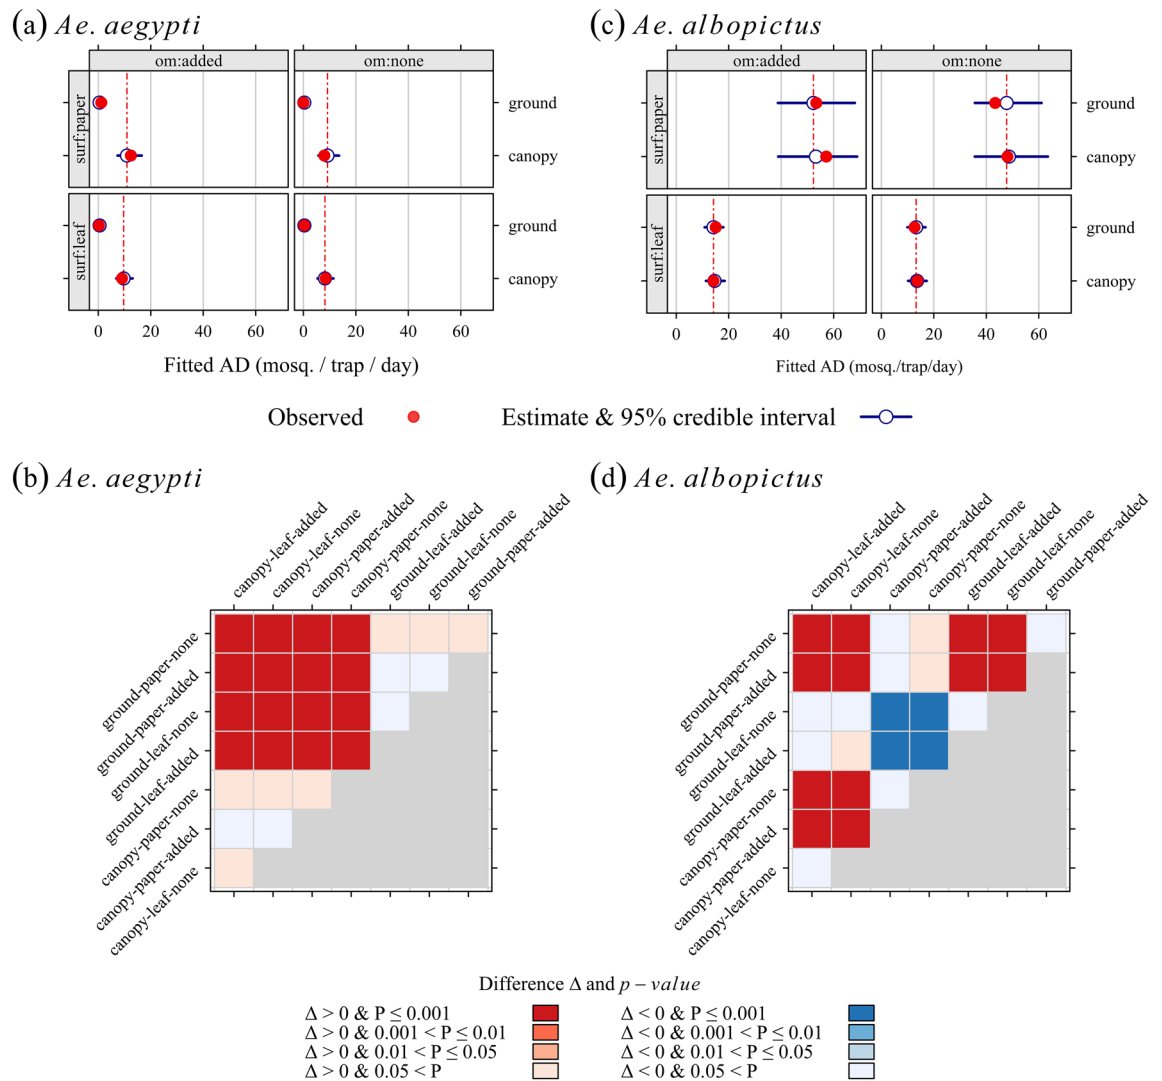 (a) Ae. aegypti
om:added om:none
surf:paper
ground
canopy
surf:leaf
ground
canopy
0 20 40 60 0 20 40 60
Fitted AD (mosq. / trap / day)
(c) Ae. albopictus
om:added om:none
surf:paper
ground
canopy
surf:leaf
ground
canopy
0 20 40 60 0 20 40 60
Fitted AD (mosq./trap/day)
Observed Estimate & 95% credible interval
(b) Ae. aegypti
canopy-leaf-added
canopy-leaf-none
canopy-paper-added
canopy-paper-none
ground-leaf-added
ground-leaf-none
ground-paper-added
ground-paper-none
ground-paper-added
ground-leaf-none
ground-leaf-added
canopy-paper-none
canopy-paper-added
canopy-leaf-none
(d) Ae. albopictus
canopy-leaf-added
canopy-leaf-none
canopy-paper-added
canopy-paper-none
ground-leaf-added
ground-leaf-none
ground-paper-added
ground-paper-none
ground-paper-added
ground-leaf-none
ground-leaf-added
canopy-paper-none
canopy-paper-added
canopy-leaf-none
Difference Δ and p − value
Δ > 0 & P ≤ 0.001
Δ > 0 & 0.001 < P ≤ 0.01
Δ > 0 & 0.01 < P ≤ 0.05
Δ > 0 & 0.05 < P
Δ < 0 & P ≤ 0.001
Δ < 0 & 0.001 < P ≤ 0.01
Δ < 0 & 0.01 < P ≤ 0.05
Δ < 0 & 0.05 < P